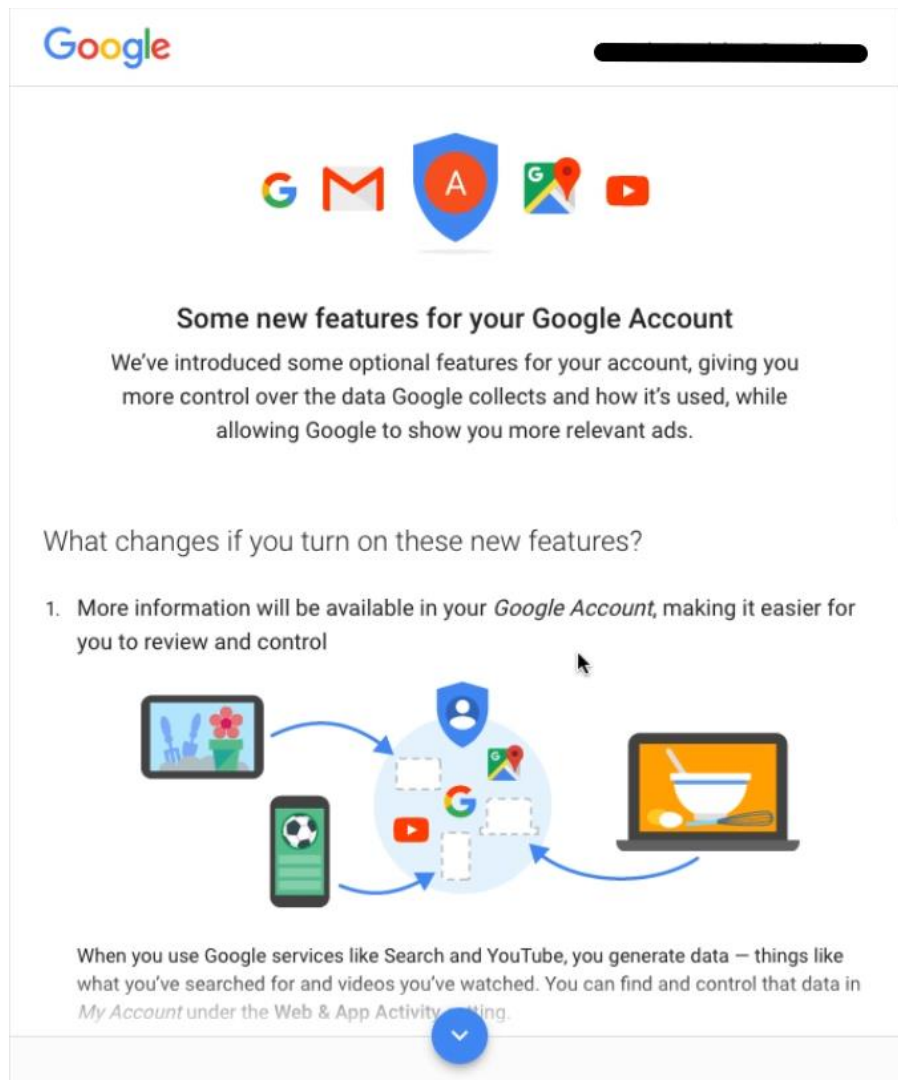 Google
G M A G
Some new features for your Google Account
We've introduced some optional features for your account, giving you
more control over the data Google collects and how it's used, while
allowing Google to show you more relevant ads.
What changes if you turn on these new features?
1. More information will be available in your Google Account, making it easier for
you to review and control
G
G
When you use Google services like Search and YouTube, you generate data — things like
what you've searched for and videos you've watched. You can find and control that data in
My Account under the Web & App Activity